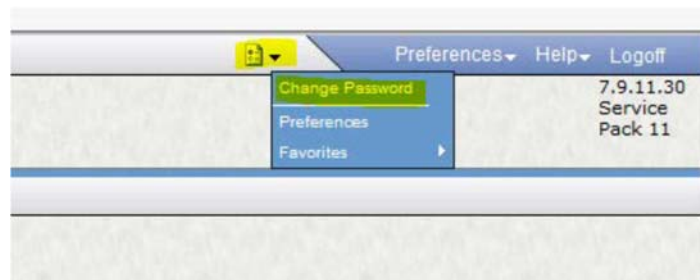 Preferences Help Logoff
Change Password
Preferences
Favorites
7.9.11.30
Service
Pack 11